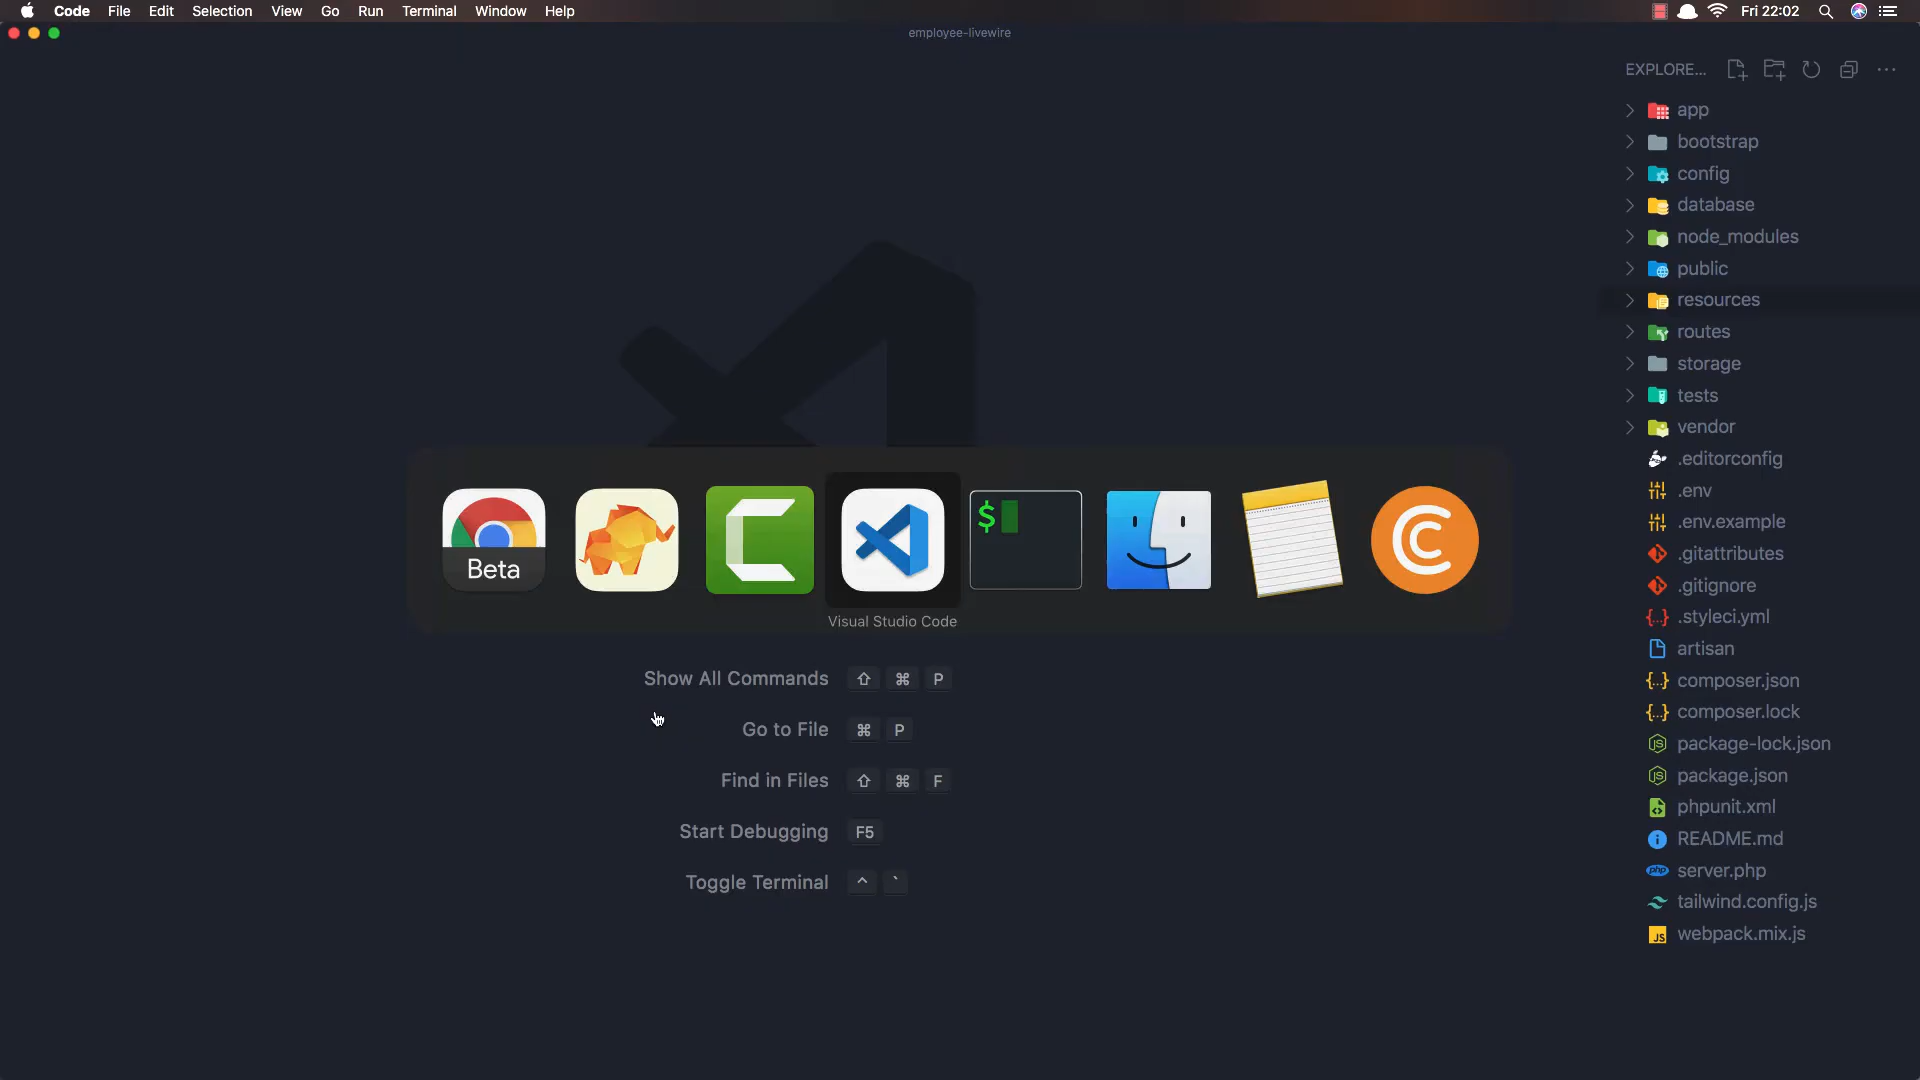 Code File Edit Selection View Go Run Terminal Window Help Fri 22:02
employee-livewire
EXPLORE...
app
bootstrap
config
database
node_modules
public
resources
routes
storage
tests
vendor
.editorconfig
.env
.env.example
.gitattributes
.gitignore
.styleci.yml
artisan
composer.json
composer.lock
package-lock.json
package.json
phpunit.xml
README.md
server.php
tailwind.config.js
webpack.mix.js
Beta
$
Visual Studio Code
Show All Commands ⇧ ⌘ P
Go to File ⌘ P
Find in Files ⇧ ⌘ F
Start Debugging F5
Toggle Terminal ^ `